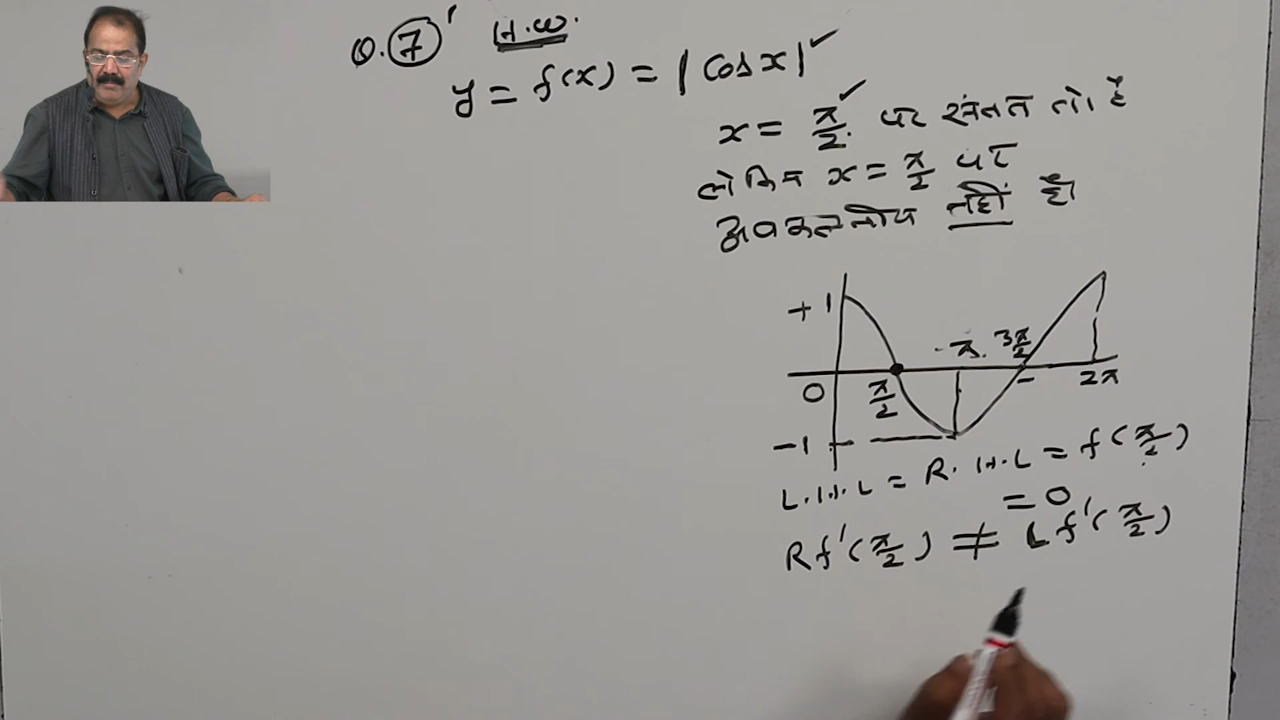 Q. 7 H.W.
y = f(x) = |cos x| ✓
x = π/2 ✓ पर संतत तो है
लेकिन x = π/2 पर
अवकलनीय नहीं है।
+1
π 3π/2
0 π/2 2π
-1
L.H.L = R.H.L = f(π/2)
= 0
Rf'(π/2) ≠ Lf'(π/2)